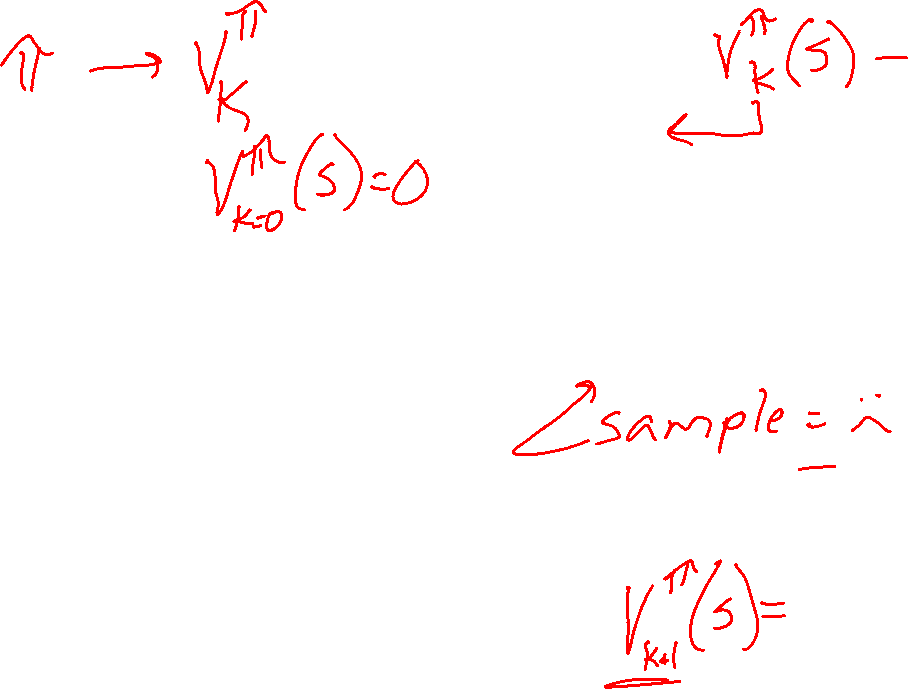 π → V^π_K
V^π_k(s) –
V^π_{K=0}(s)=0
sample =
V^π_{k+1}(s)=